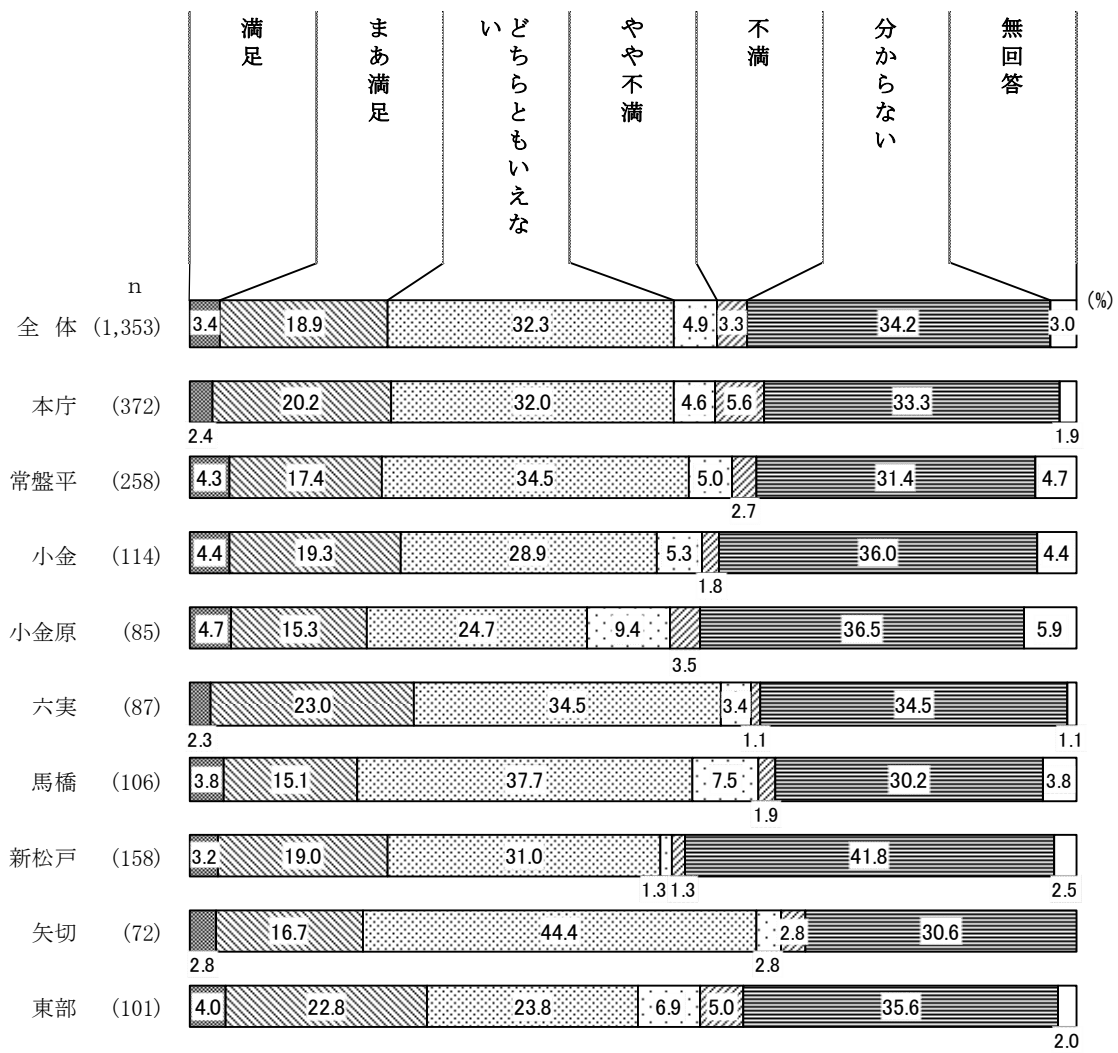 満足
まあ満足
どちらともいえな
い
やや不満
不満
分からない
無回答
n
(%)
全 体 (1,353) 3.4 18.9 32.3 4.9 3.3 34.2 3.0
本庁 (372) 20.2 32.0 4.6 5.6 33.3
2.4 1.9
常盤平 (258) 4.3 17.4 34.5 5.0 31.4 4.7
2.7
小金 (114) 4.4 19.3 28.9 5.3 36.0 4.4
1.8
小金原 (85) 4.7 15.3 24.7 9.4 36.5 5.9
3.5
六実 (87) 23.0 34.5 3.4 34.5
2.3 1.1 1.1
馬橋 (106) 3.8 15.1 37.7 7.5 30.2 3.8
1.9
新松戸 (158) 3.2 19.0 31.0 41.8
1.3 1.3 2.5
矢切 (72) 16.7 44.4 2.8 30.6
2.8 2.8
東部 (101) 4.0 22.8 23.8 6.9 5.0 35.6
2.0